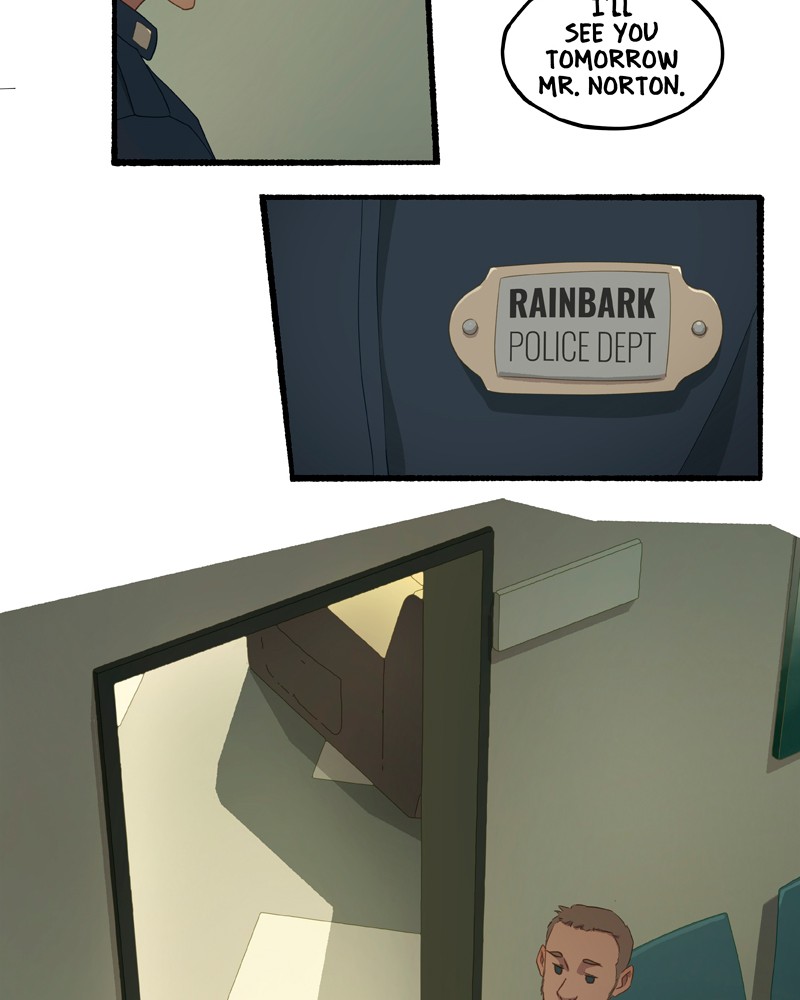 I'll
SEE YOU
TOMORROW
MR. NORTON.
RAINBARK
POLICE DEPT